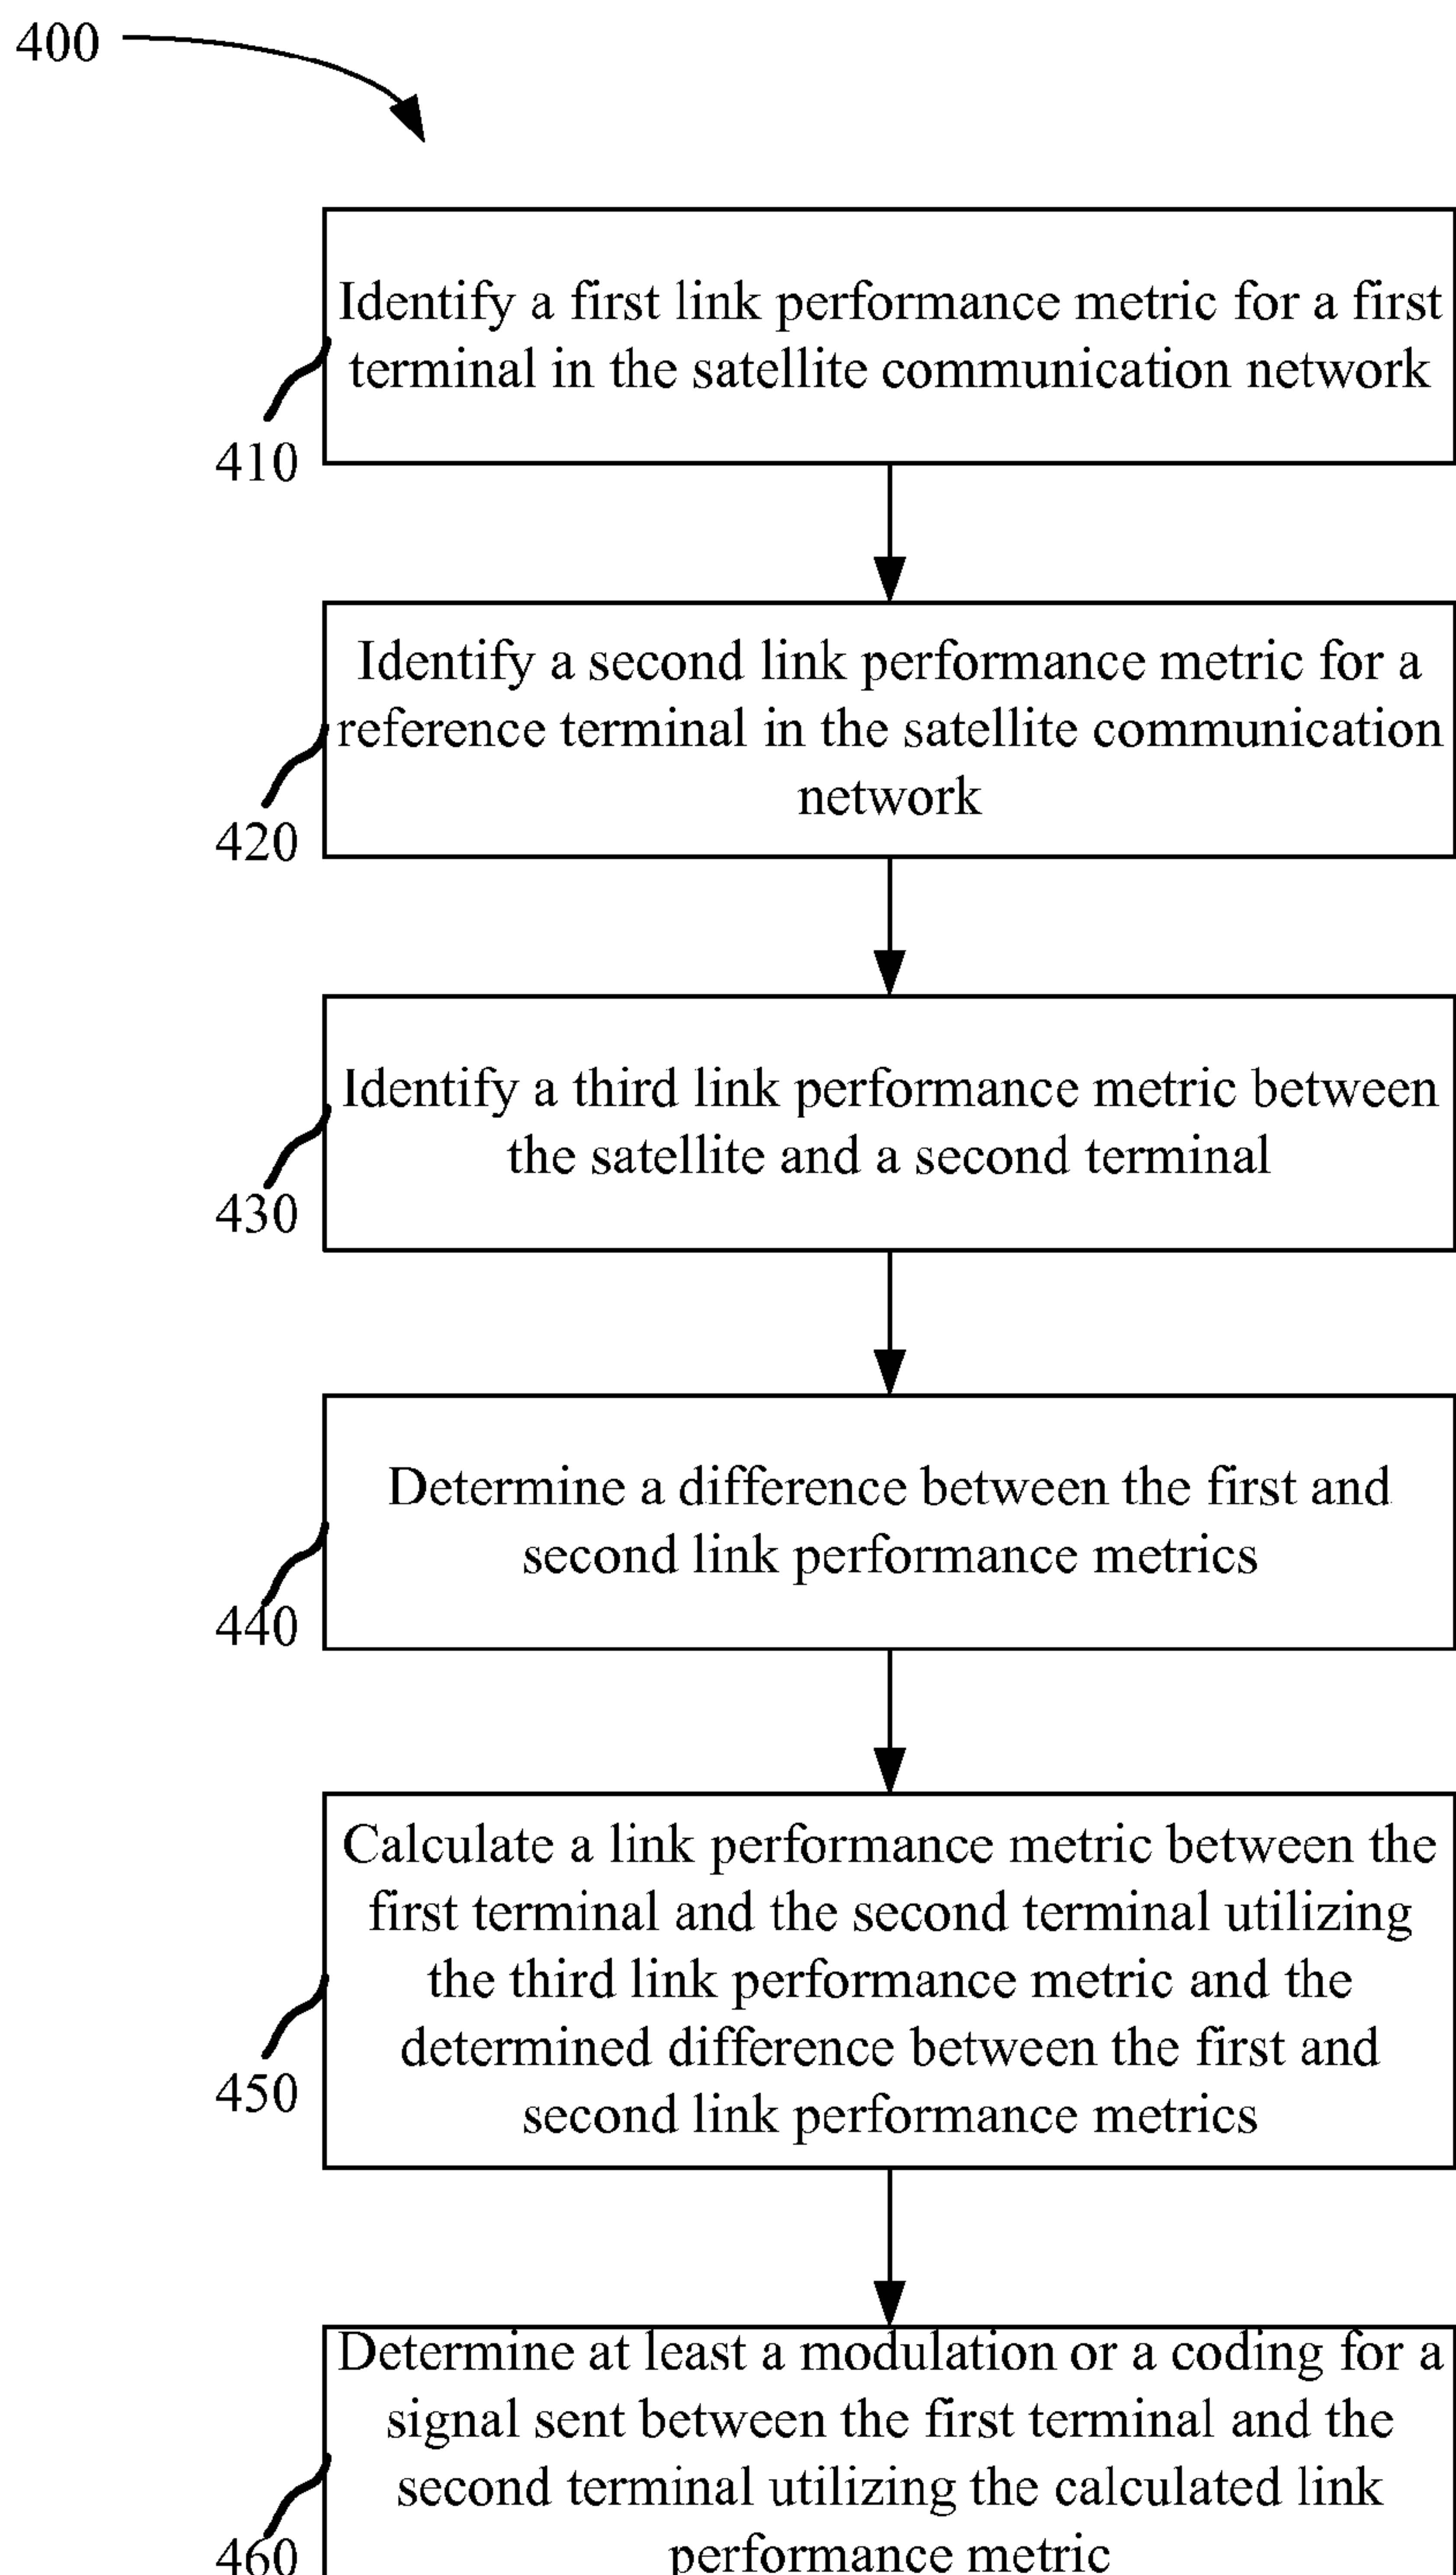 400
Identify a first link performance metric for a first
terminal in the satellite communication network
410
Identify a second link performance metric for a
reference terminal in the satellite communication
network
420
Identify a third link performance metric between
the satellite and a second terminal
430
Determine a difference between the first and
second link performance metrics
440
Calculate a link performance metric between the
first terminal and the second terminal utilizing
the third link performance metric and the
determined difference between the first and
second link performance metrics
450
Determine at least a modulation or a coding for a
signal sent between the first terminal and the
second terminal utilizing the calculated link
performance metric
460